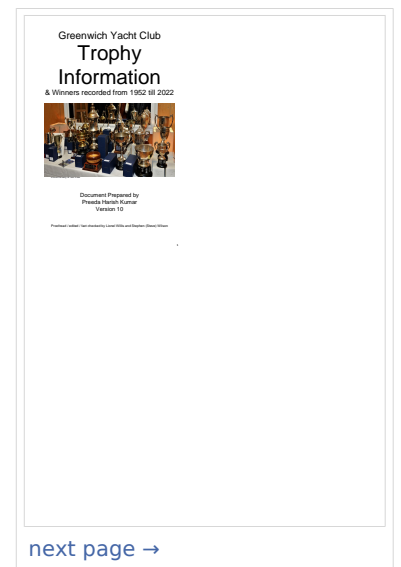 Greenwich Yacht Club
Trophy
Information
& Winners recorded from 1952 till 2022
Document Prepared by
Preeda Harish Kumar
Version 10
Proofread / edited / fact checked by Lionel Willis and Stephen (Steve) Wilson
next page →